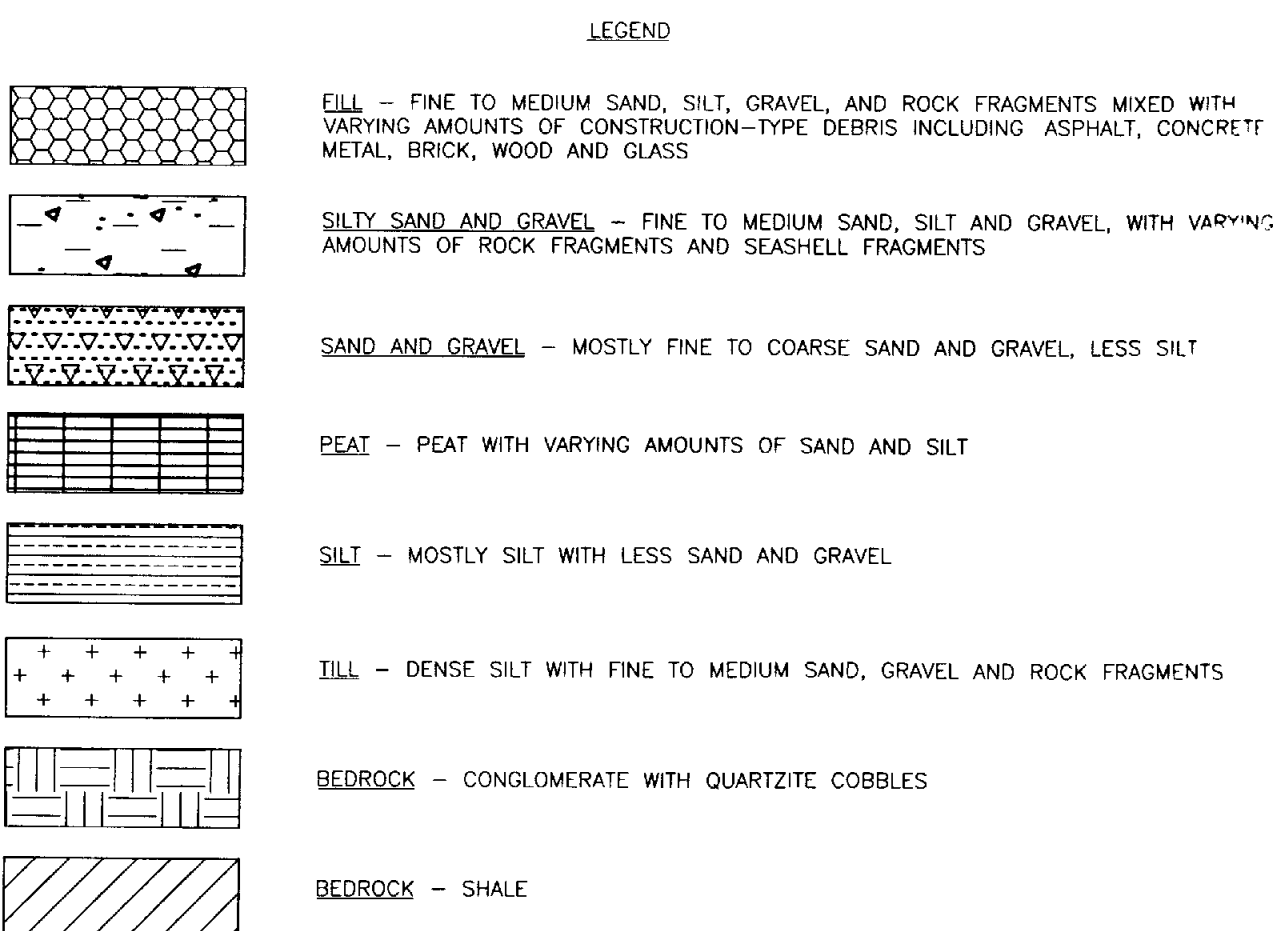 LEGEND
FILL – FINE TO MEDIUM SAND, SILT, GRAVEL, AND ROCK FRAGMENTS MIXED WITH
VARYING AMOUNTS OF CONSTRUCTION–TYPE DEBRIS INCLUDING ASPHALT, CONCRETE
METAL, BRICK, WOOD AND GLASS
SILTY SAND AND GRAVEL – FINE TO MEDIUM SAND, SILT AND GRAVEL, WITH VARYING
AMOUNTS OF ROCK FRAGMENTS AND SEASHELL FRAGMENTS
SAND AND GRAVEL – MOSTLY FINE TO COARSE SAND AND GRAVEL, LESS SILT
PEAT – PEAT WITH VARYING AMOUNTS OF SAND AND SILT
SILT – MOSTLY SILT WITH LESS SAND AND GRAVEL
TILL – DENSE SILT WITH FINE TO MEDIUM SAND, GRAVEL AND ROCK FRAGMENTS
BEDROCK – CONGLOMERATE WITH QUARTZITE COBBLES
BEDROCK – SHALE